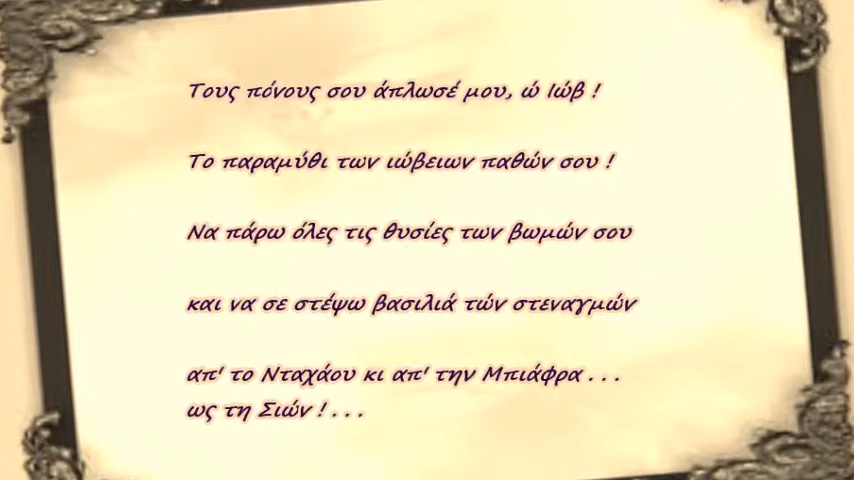 Τους πόνους σου άπλωσέ μου, ώ Ιώβ !
Το παραμύθι των ιώβειων παθών σου !
Να πάρω όλες τις θυσίες των βωμών σου
και να σε στέψω βασιλιά τών στεναγμών
απ' το Νταχάου κι απ' την Μπιάφρα . . .
ως τη Σιών ! . . .